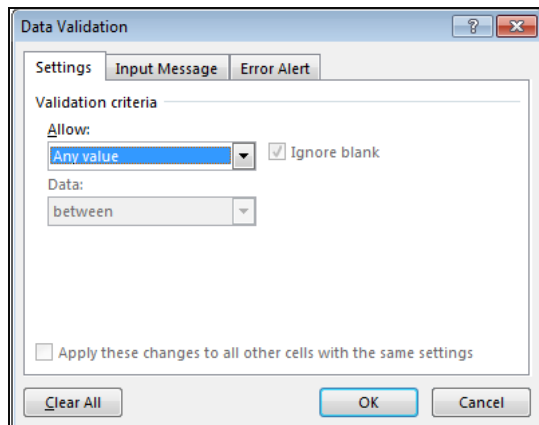 Data Validation
?
Settings Input Message Error Alert
Validation criteria
Allow:
Any value Ignore blank
Data:
between
Apply these changes to all other cells with the same settings
Clear All OK Cancel